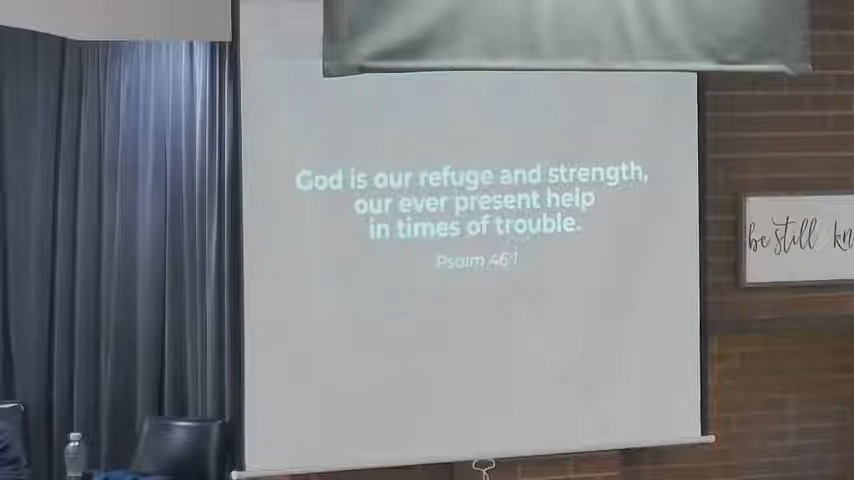 God is our refuge and strength,
our ever present help
in times of trouble.
Psalm 46:1
be still